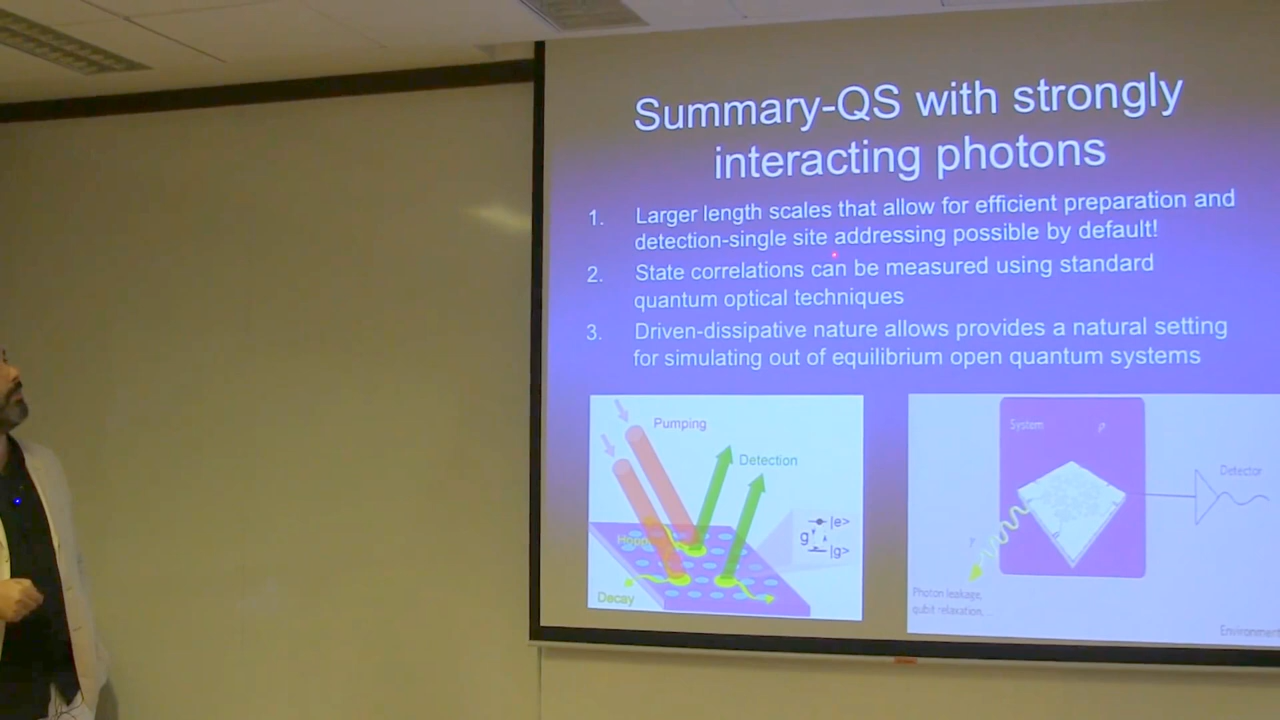 Summary-QS with strongly
interacting photons
1. Larger length scales that allow for efficient preparation and
detection-single site addressing possible by default!
2. State correlations can be measured using standard
quantum optical techniques
3. Driven-dissipative nature allows provides a natural setting
for simulating out of equilibrium open quantum systems
Pumping
Detection
|e>
g
|g>
Decay
System
ρ
Detector
Photon leakage,
qubit relaxation,...
Environment